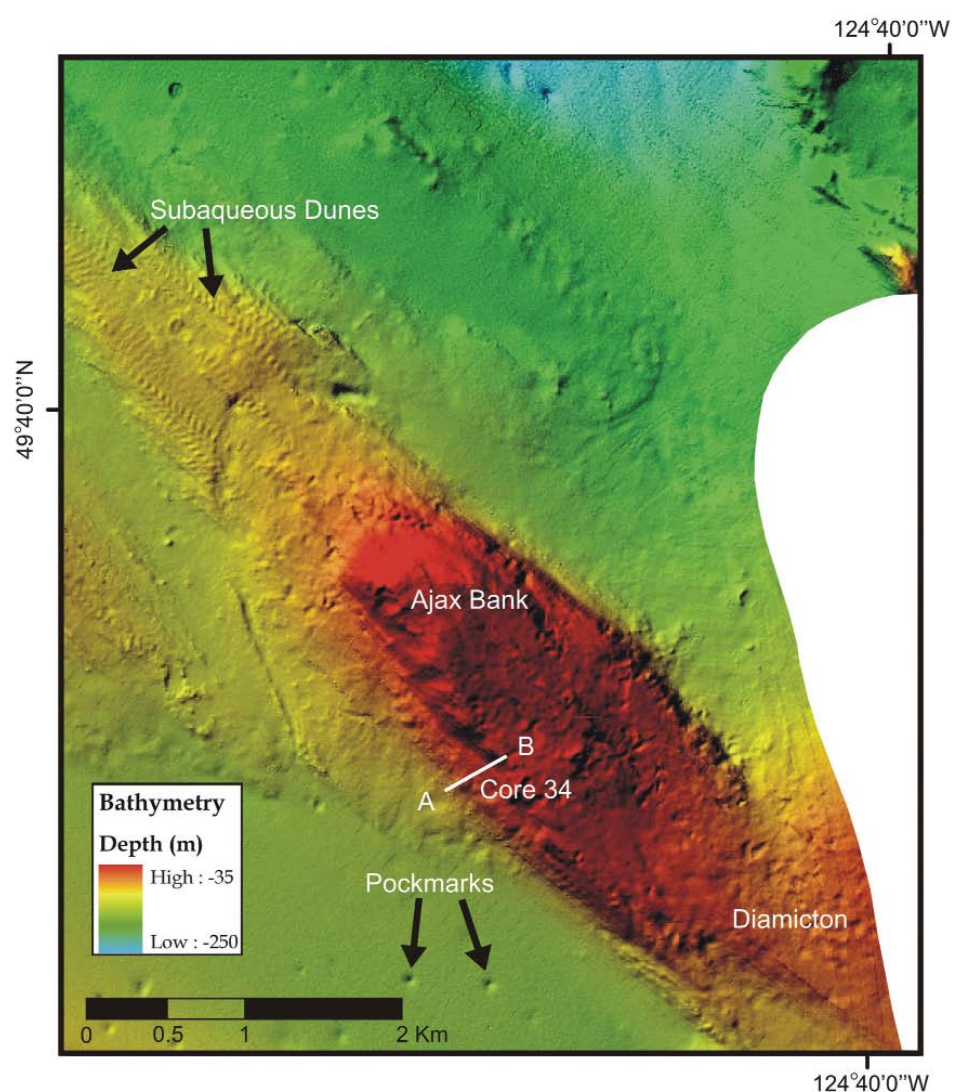 124°40'0"W
Subaqueous Dunes
49°40'0"N
Ajax Bank
B
Core 34
A
Bathymetry
Depth (m)
High : -35
Low : -250
Pockmarks
Diamicton
0 0.5 1 2 Km
124°40'0"W